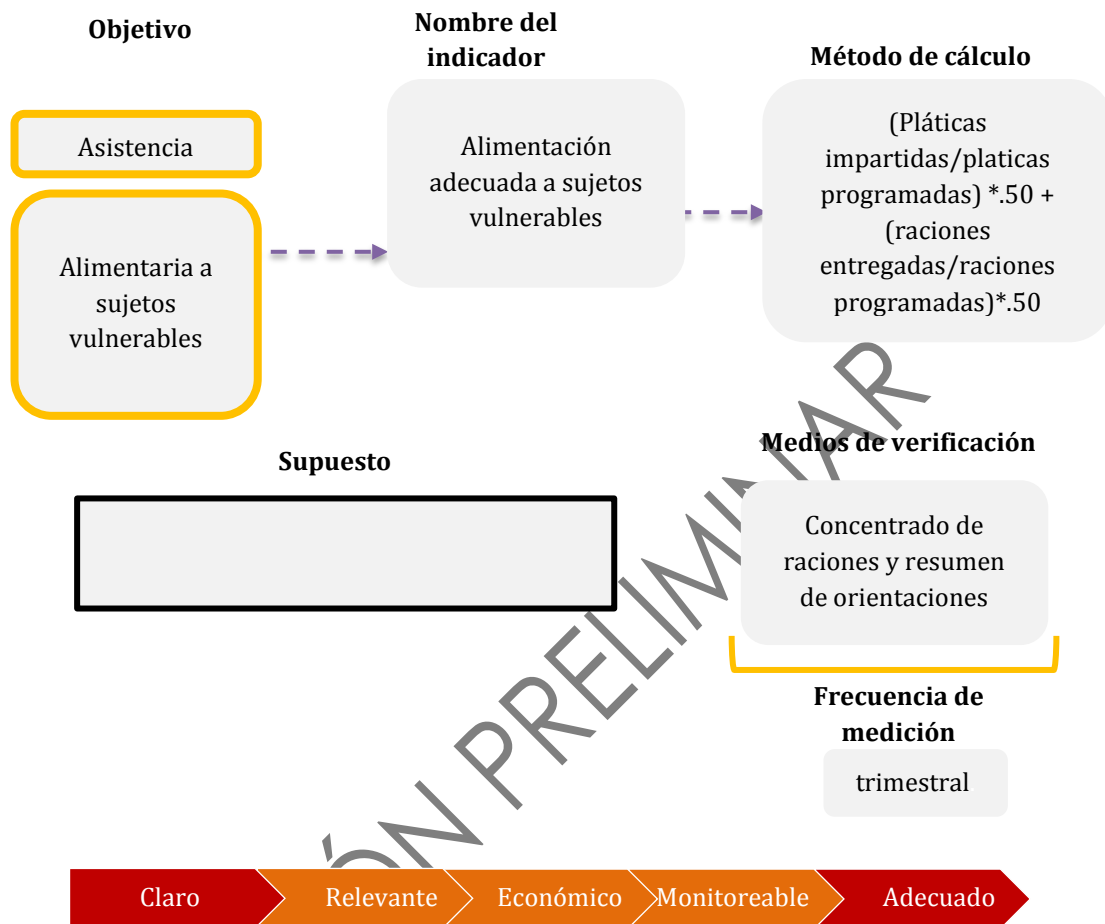 Objetivo
Nombre del
indicador
Método de cálculo
Asistencia
Alimentaria a
sujetos
vulnerables
Alimentación
adecuada a sujetos
vulnerables
(Pláticas
impartidas/platicas
programadas) *.50 +
(raciones
entregadas/raciones
programadas)*.50
Supuesto
Medios de verificación
Concentrado de
raciones y resumen
de orientaciones
Frecuencia de
medición
trimestral
ÓN PRELIMINAR
Claro
Relevante
Económico
Monitoreable
Adecuado